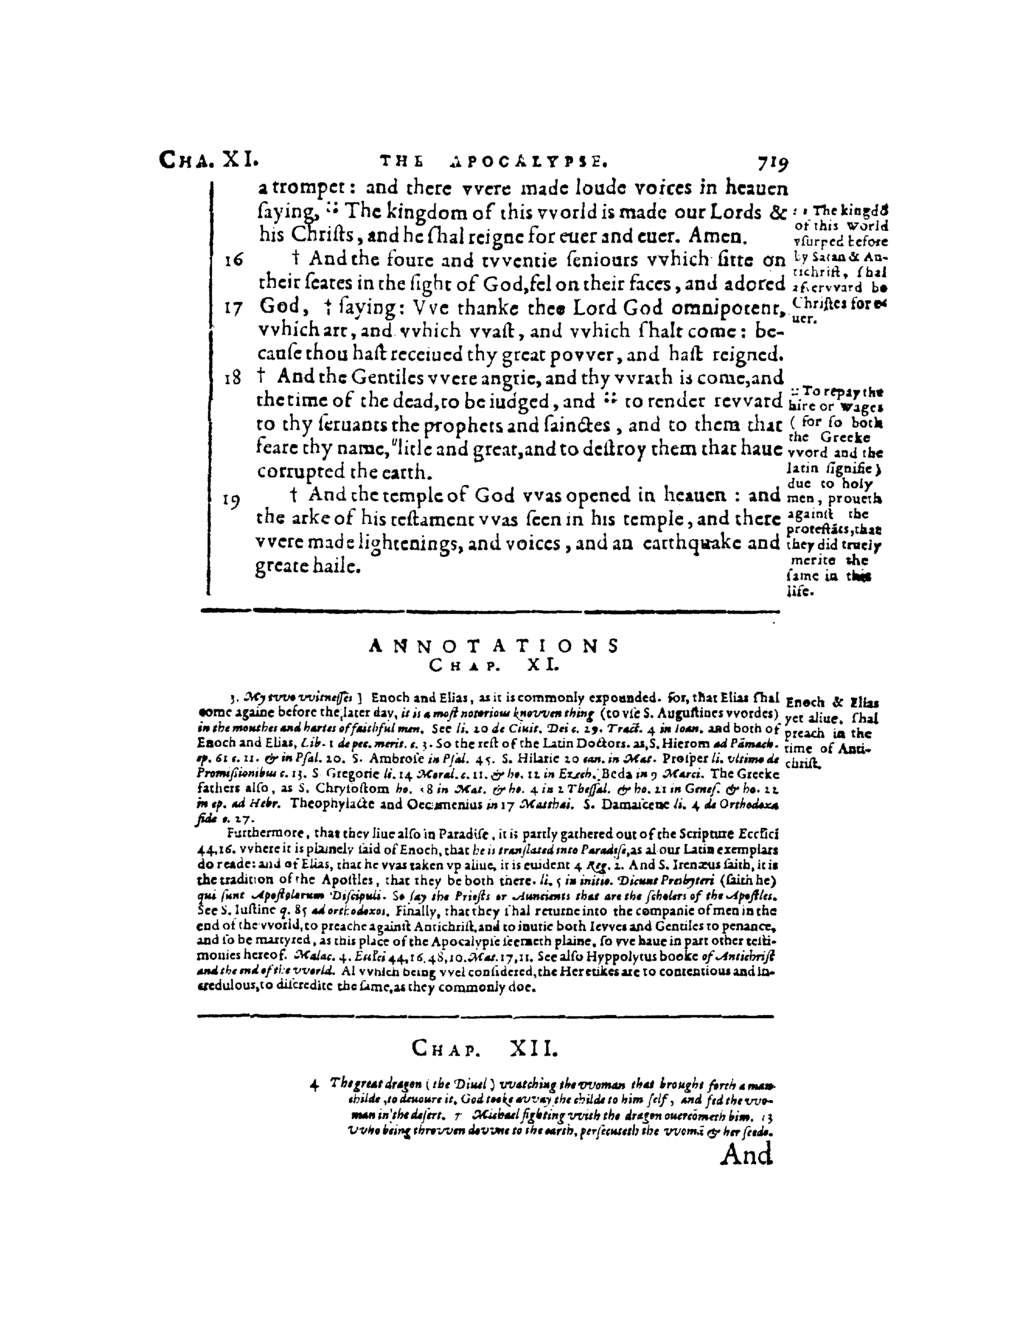 CHA. XI. THE APOCALYPSE. 719
a trompet: and there vvere made loude voices in heauen
ſaying, :: The kingdom of this vvorld is made our Lords &
his Chriſts, and he ſhal reigne for euer and euer. Amen.
16 † And the foure and tvventie ſeniours vvhich ſitte on
their ſeates in the ſight of God, fel on their faces, and adored
17 God, † ſaying: Vve thanke thee Lord God omnipotent,
vvhich art, and vvhich vvaſt, and vvhich ſhalt come: be-
cauſe thou haſt receiued thy great povver, and haſt reigned.
18 † And the Gentiles vvere angrie, and thy vvrath is come, and
the time of the dead, to be iudged, and :: to render revvard
to thy ſeruants the prophets and ſainctes, and to them that
feare thy name, "litle and great, and to deſtroy them that haue
corrupted the earth.
19 † And the temple of God vvas opened in heauen : and
the arke of his teſtament vvas ſeen in his temple, and there
vvere made lightenings, and voices, and an earthquake and
greate haile.
:: The kingdõ
of this world
vſurped before
by Satan & An-
tichriſt, ſhal
aftervvard be
Chriſtes for e-
uer.
:: To repay the
hire or wages
( for ſo both
the Greeke
vvord and the
latin ſignifie)
due to holy
men, proueth
againſt the
proteſtãts, that
they did truely
merite the
ſame in this
life.
ANNOTATIONS
CHAP. XI.
3. My tvvo vvitneſſes ] Enoch and Elias, as it is commonly expounded. for, that Elias ſhal
come againe before the later day, it is a moſt notorious knovven thing (to vſe S. Auguſtines vvordes)
in the mouthes and hartes of faithful men. See li. 20 de Ciuit. Dei c. 29. Tract. 4 in Ioan. and both of
Enoch and Elias, Lib. 1 de pec. merit. c. 3. So the reſt of the Latin Doctors. as, S. Hierom ad Pãmach.
ep. 61 c. 11. & in Pſal. 20. S. Ambroſe in Pſal. 45. S. Hilarie 20 can. in Mat. Proſper li. vltimo de
Promiſsionibus c. 13. S Gregorie li. 14 Moral. c. 11. & ho. 12 in Ezech. Beda in 9 Marci. The Greeke
fathers alſo, as S. Chryſoſtom ho. 58 in Mat. & ho. 4 in 2 Theſſal. & ho. 21 in Geneſ. & ho. 22
in ep. ad Hebr. Theophylacte and Oecumenius in 17 Matthæi. S. Damaſcene li. 4 de Orthodoxa
fide c. 27.
Furthermore, that they liue alſo in Paradiſe, it is partly gathered out of the Scripture Eccſici
44,16. vvhere it is plainely ſaid of Enoch, that he is tranſlated into Paradiſe, as al our Latin exemplars
do reade: and of Elias, that he vvas taken vp aliue, it is euident 4 Reg. 2. And S. Irenæus ſaith, it is
the tradition of the Apoſtles, that they be both there. li. 5 in initio. Dicunt Presbyteri (ſaith he)
qui ſunt Apoſtolorum Diſcipuli. So ſay the Prieſts or Auncients that are the ſcholers of the Apoſtles.
See S. Iuſtine q. 85 ad orthodoxos. Finally, that they ſhal returne into the companie of men in the
end of the vvorld, to preache againſt Antichriſt, and to inuite both Ievves and Gentiles to penance,
and ſo be martyred, as this place of the Apocalypſe ſeemeth plaine, ſo vve haue in part other teſti-
monies hereof. Malac. 4. Eccſci 44,16. 48,10. Mat. 17,11. See alſo Hyppolytus booke of Antichriſt
and the end of the vvorld. Al vvhich being vvel conſidered, the Heretikes are to contentious and in-
credulous, to diſcredite the ſame, as they commonly doe.
Enoch & Elias
yet aliue, ſhal
preach in the
time of Anti-
chriſt.
CHAP. XII.
4 The great dragon (the Diuel) vvatching the vvoman that brought forth a man-
childe, to deuoure it, God tooke avvay the childe to him ſelf, and fed the vvo-
man in the deſert. 7 Michael fighting vvith the dragon ouercometh him. 13
Vvho being throvven dovvne to the earth, perſecuteth the vvomã & her ſeede.
And